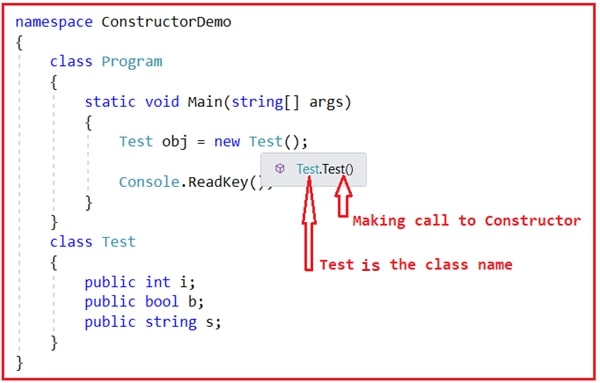 namespace ConstructorDemo
{
class Program
{
static void Main(string[] args)
{
Test obj = new Test();
Test.Test()
Console.ReadKey();
Making call to Constructor
}
}
class Test
Test is the class name
{
public int i;
public bool b;
public string s;
}
}